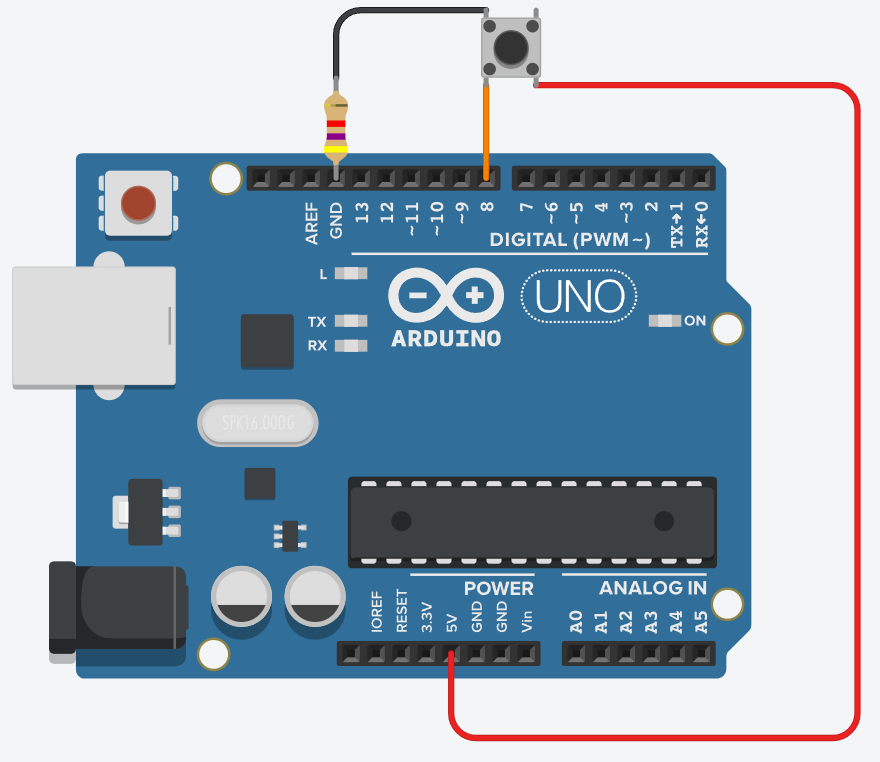 AREF
GND
13
12
~11
~10
~9
8
7
~6
~5
4
~3
2
TX→1
RX←0
DIGITAL (PWM~)
L
TX
RX
ARDUINO
UNO
ON
SPK16.000G
POWER
ANALOG IN
IOREF
RESET
3.3V
5V
GND
GND
Vin
A0
A1
A2
A3
A4
A5